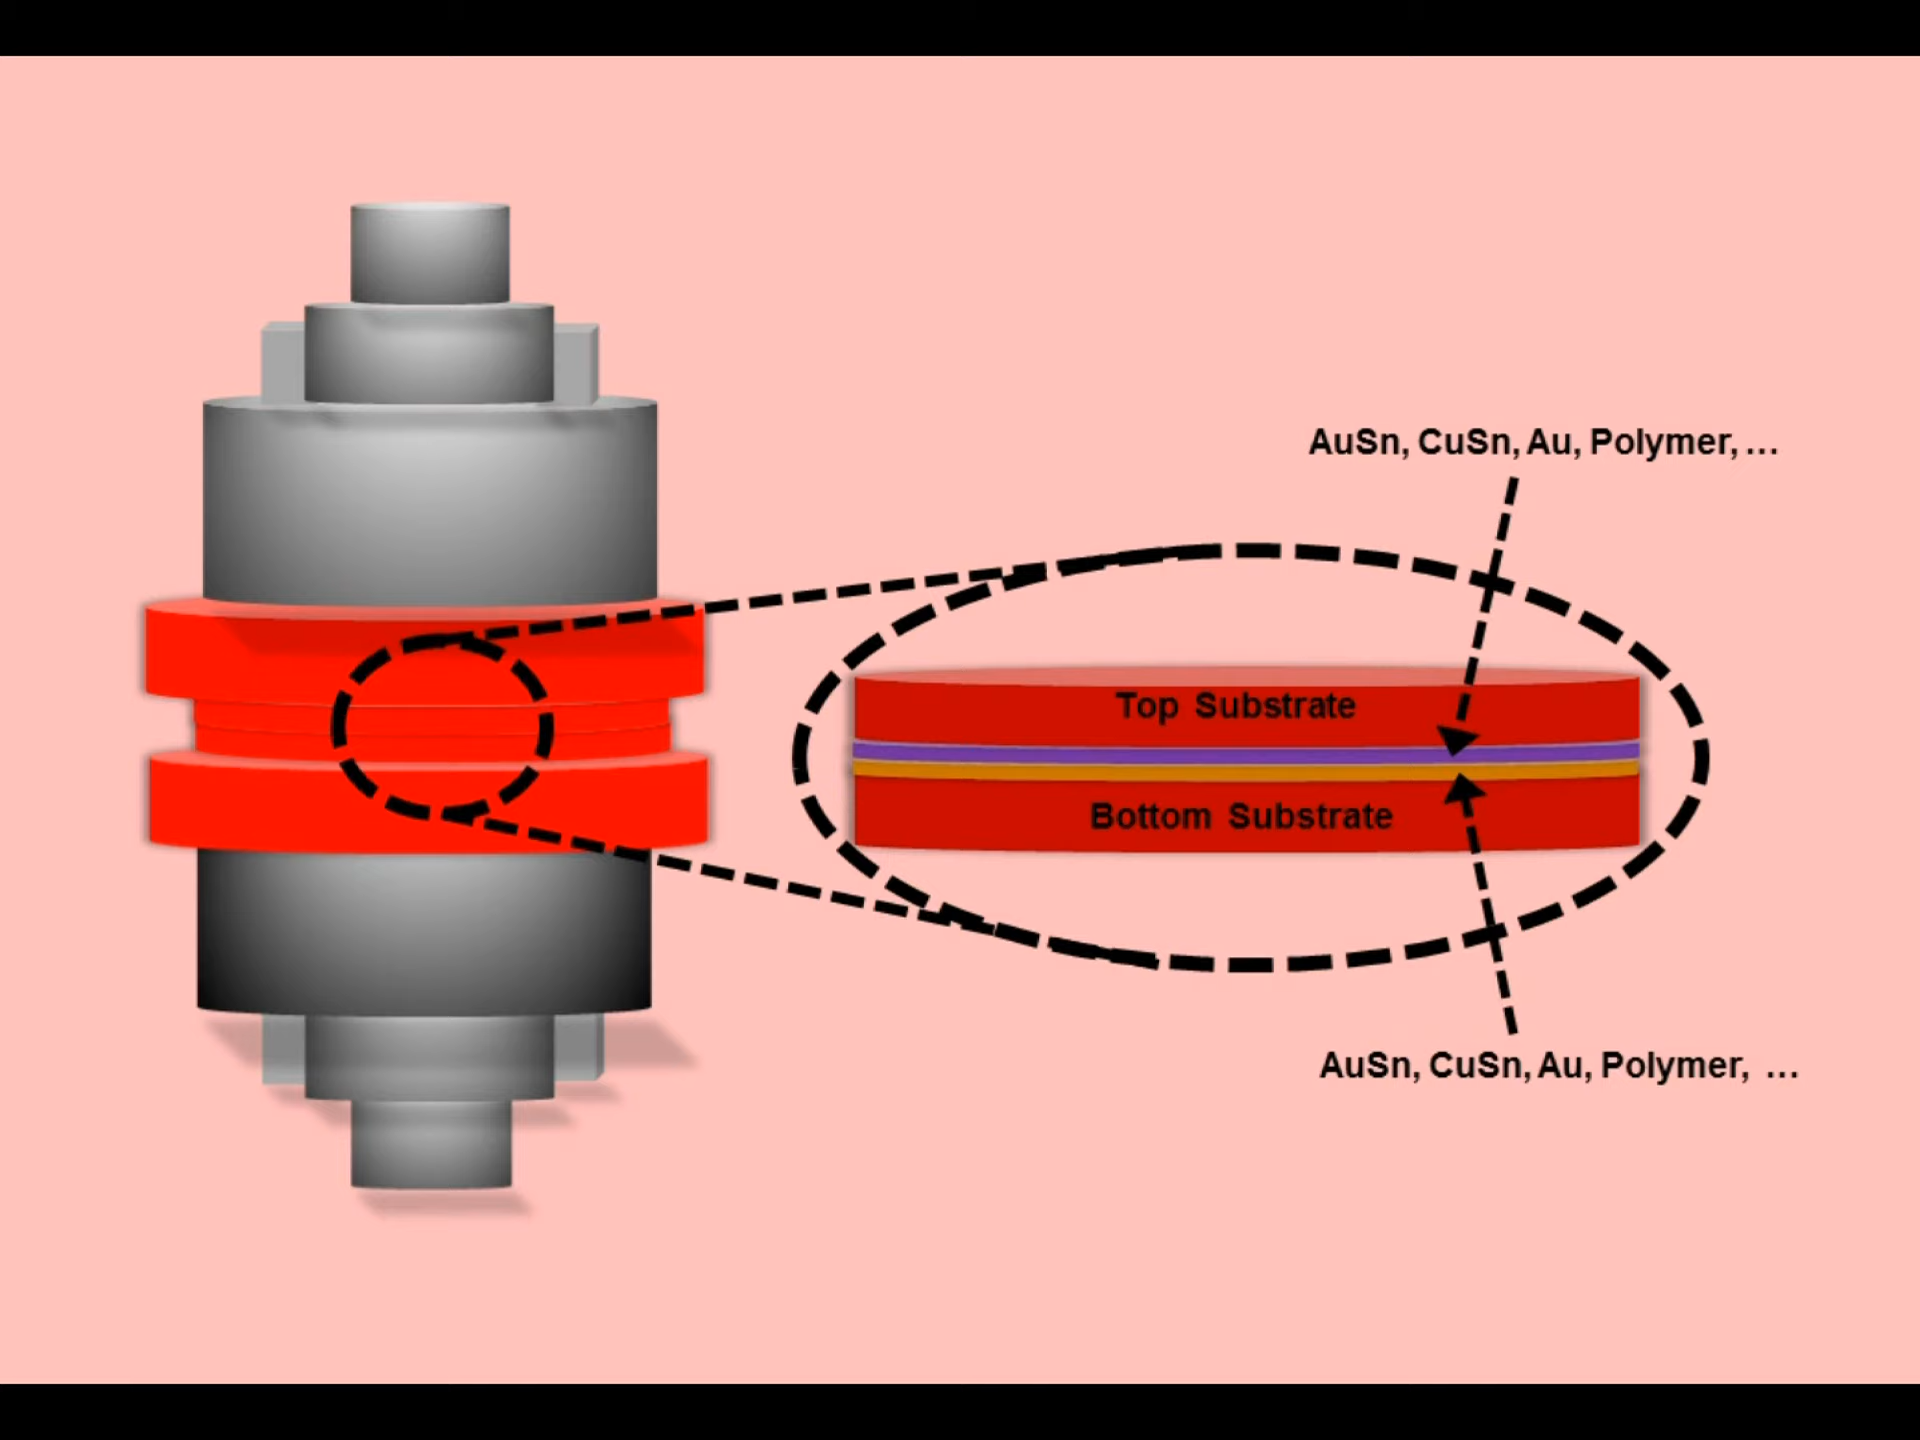 AuSn, CuSn, Au, Polymer, ...
Top Substrate
Bottom Substrate
AuSn, CuSn, Au, Polymer, ...